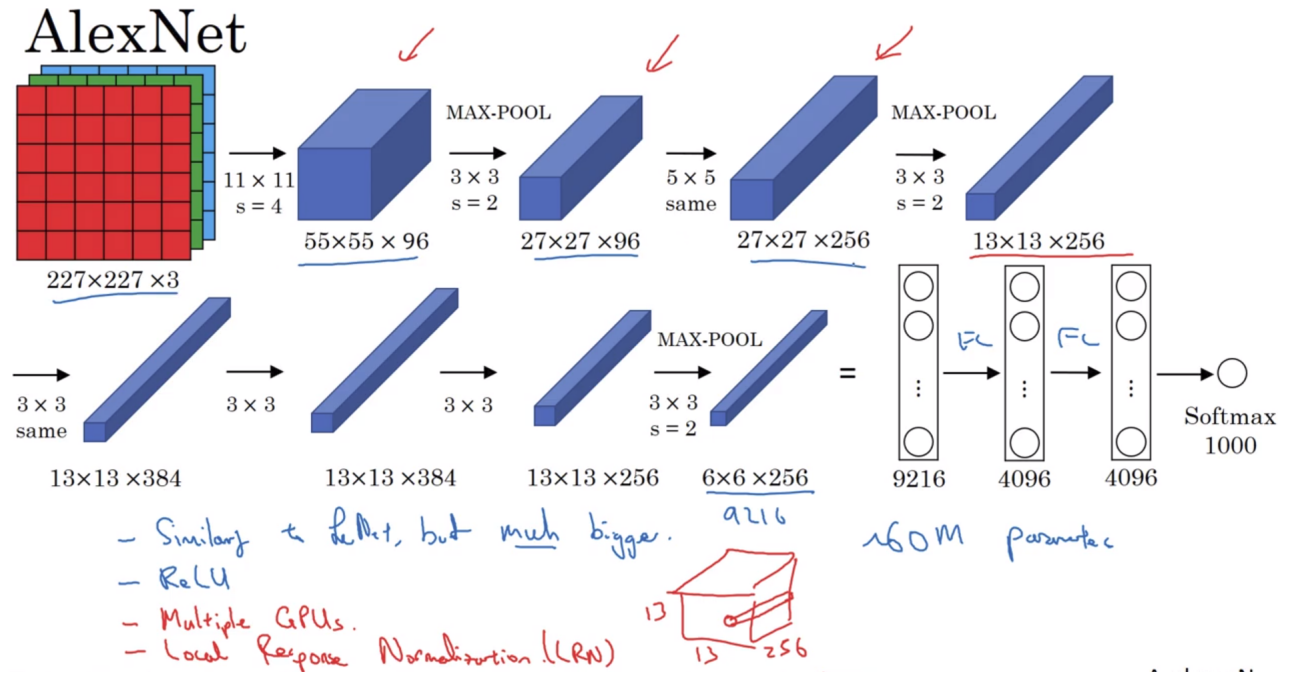 AlexNet
MAX-POOL
MAX-POOL
11 × 11
s = 4
3 × 3
s = 2
5 × 5
same
3 × 3
s = 2
55×55 × 96
27×27 ×96
27×27 ×256
13×13 ×256
227×227 ×3
MAX-POOL
FC
FC
=
3 × 3
same
3 × 3
3 × 3
3 × 3
s = 2
Softmax
1000
13×13 ×384
13×13 ×384
13×13 ×256
6×6 ×256
9216
4096
4096
9216
- Similarly to LeNet, but much bigger.
~60M parameters
- ReLU
- Multiple GPUs.
- Local Response Normalization. (LRN)
13
13
256